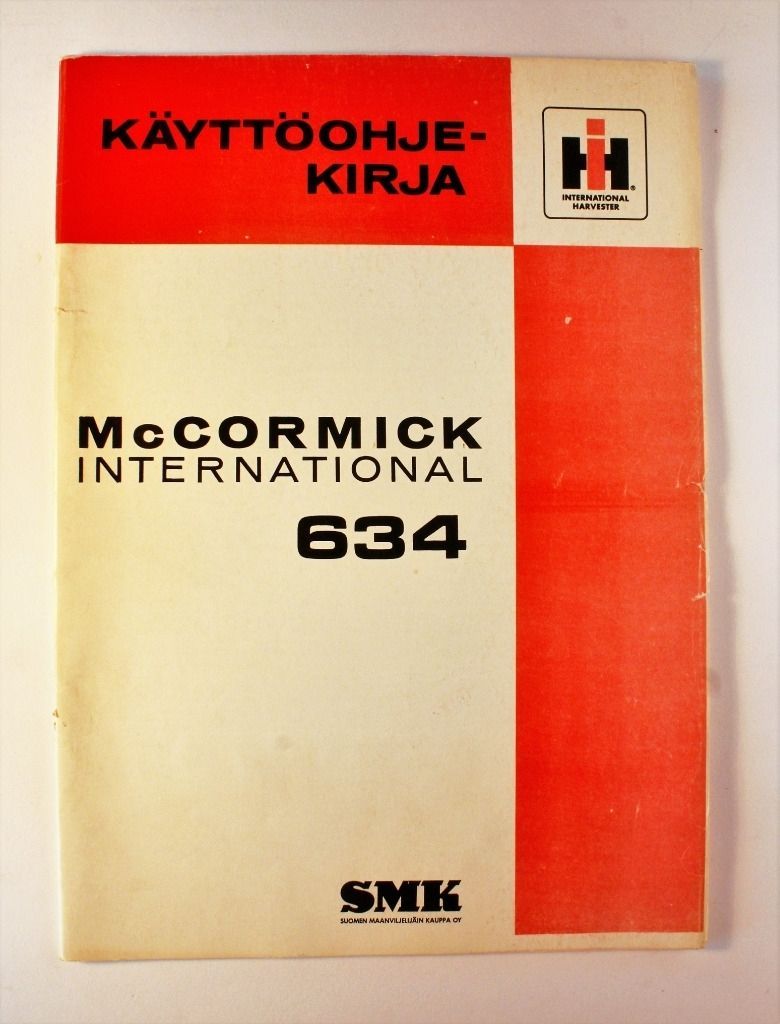 KÄYTTÖOHJE-
KIRJA
IH
®
INTERNATIONAL
HARVESTER
McCORMICK
INTERNATIONAL
634
SMK
SUOMEN MAANVILJELIJÄIN KAUPPA OY